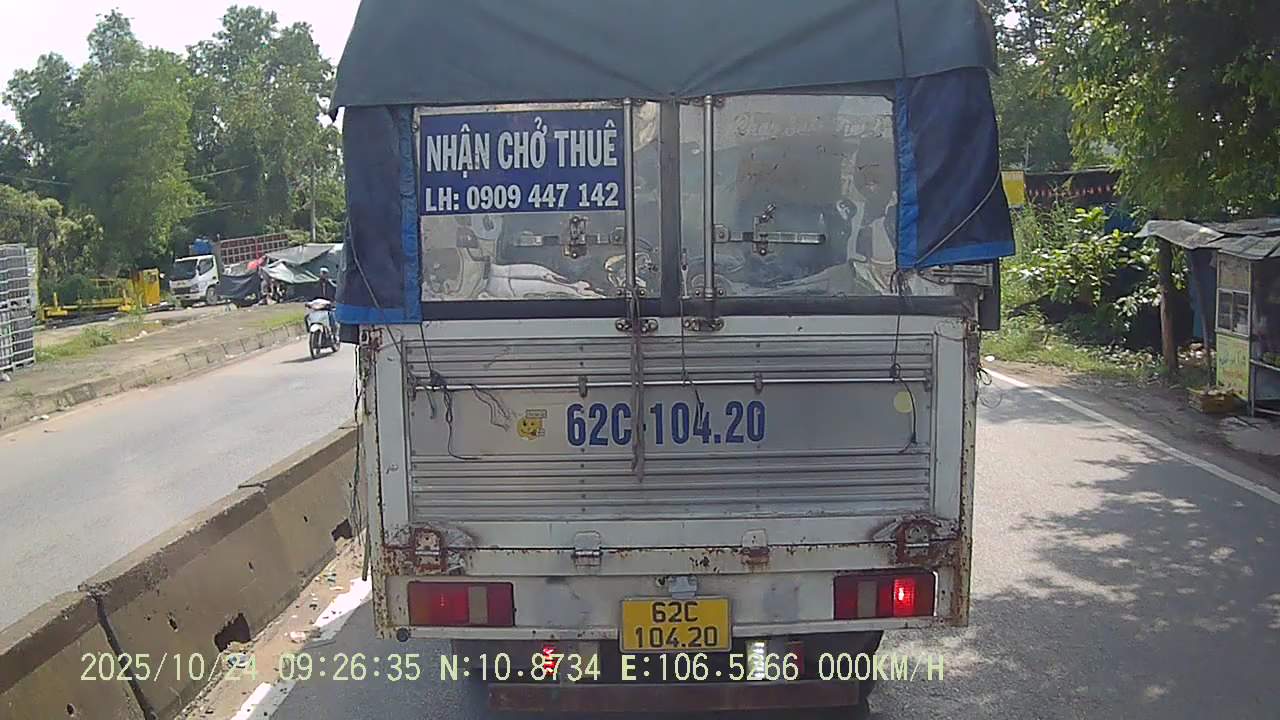 NHẬN CHỞ THUÊ
LH: 0909 447 142
62C-104.20
62C
104.20
2025/10/24 09:26:35 N:10.8734 E:106.5266 000KM/H